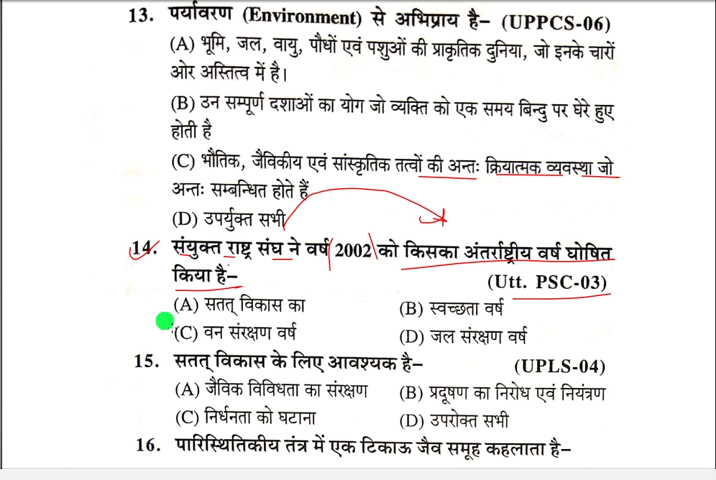 13. पर्यावरण (Environment) से अभिप्राय है– (UPPCS-06)
(A) भूमि, जल, वायु, पौधों एवं पशुओं की प्राकृतिक दुनिया, जो इनके चारों
ओर अस्तित्व में है।
(B) उन सम्पूर्ण दशाओं का योग जो व्यक्ति को एक समय बिन्दु पर घेरे हुए
होती है
(C) भौतिक, जैविकीय एवं सांस्कृतिक तत्वों की अन्तः क्रियात्मक व्यवस्था जो
अन्तः सम्बन्धित होते हैं
(D) उपर्युक्त सभी
14. संयुक्त राष्ट्र संघ ने वर्ष 2002 को किसका अंतर्राष्ट्रीय वर्ष घोषित
किया है– (Utt. PSC-03)
(A) सतत् विकास का (B) स्वच्छता वर्ष
(C) वन संरक्षण वर्ष (D) जल संरक्षण वर्ष
15. सतत् विकास के लिए आवश्यक है– (UPLS-04)
(A) जैविक विविधता का संरक्षण (B) प्रदूषण का निरोध एवं नियंत्रण
(C) निर्धनता को घटाना (D) उपरोक्त सभी
16. पारिस्थितिकीय तंत्र में एक टिकाऊ जैव समूह कहलाता है–